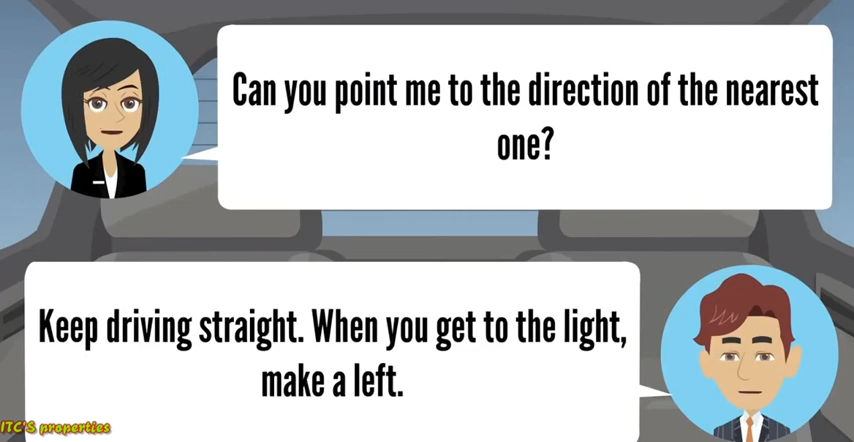 Can you point me to the direction of the nearest
one?
Keep driving straight. When you get to the light,
make a left.
ITC'S properties